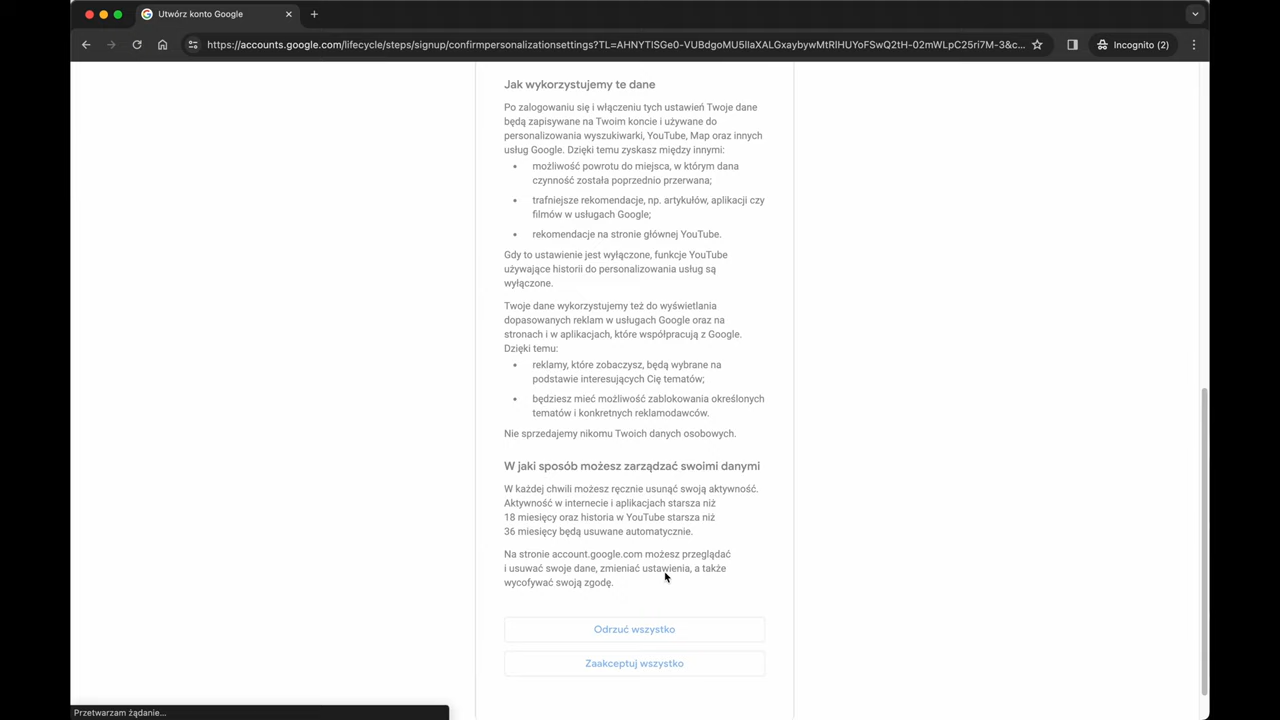 Utwórz konto Google
https://accounts.google.com/lifecycle/steps/signup/confirmpersonalizationsettings?TL=AHNYTISGe0-VUBdgoMU5IlaXALGxaybywMtRlHUYoFSwQ2tH-02mWLpC25ri7M-3&c...
Incognito (2)
Jak wykorzystujemy te dane
Po zalogowaniu się i włączeniu tych ustawień Twoje dane
będą zapisywane na Twoim koncie i używane do
personalizowania wyszukiwarki, YouTube, Map oraz innych
usług Google. Dzięki temu zyskasz między innymi:
• możliwość powrotu do miejsca, w którym dana
czynność została poprzednio przerwana;
• trafniejsze rekomendacje, np. artykułów, aplikacji czy
filmów w usługach Google;
• rekomendacje na stronie głównej YouTube.
Gdy to ustawienie jest wyłączone, funkcje YouTube
używające historii do personalizowania usług są
wyłączone.
Twoje dane wykorzystujemy też do wyświetlania
dopasowanych reklam w usługach Google oraz na
stronach i w aplikacjach, które współpracują z Google.
Dzięki temu:
• reklamy, które zobaczysz, będą wybrane na
podstawie interesujących Cię tematów;
• będziesz mieć możliwość zablokowania określonych
tematów i konkretnych reklamodawców.
Nie sprzedajemy nikomu Twoich danych osobowych.
W jaki sposób możesz zarządzać swoimi danymi
W każdej chwili możesz ręcznie usunąć swoją aktywność.
Aktywność w internecie i aplikacjach starsza niż
18 miesięcy oraz historia w YouTube starsza niż
36 miesięcy będą usuwane automatycznie.
Na stronie account.google.com możesz przeglądać
i usuwać swoje dane, zmieniać ustawienia, a także
wycofywać swoją zgodę.
Odrzuć wszystko
Zaakceptuj wszystko
Przetwarzam żądanie...